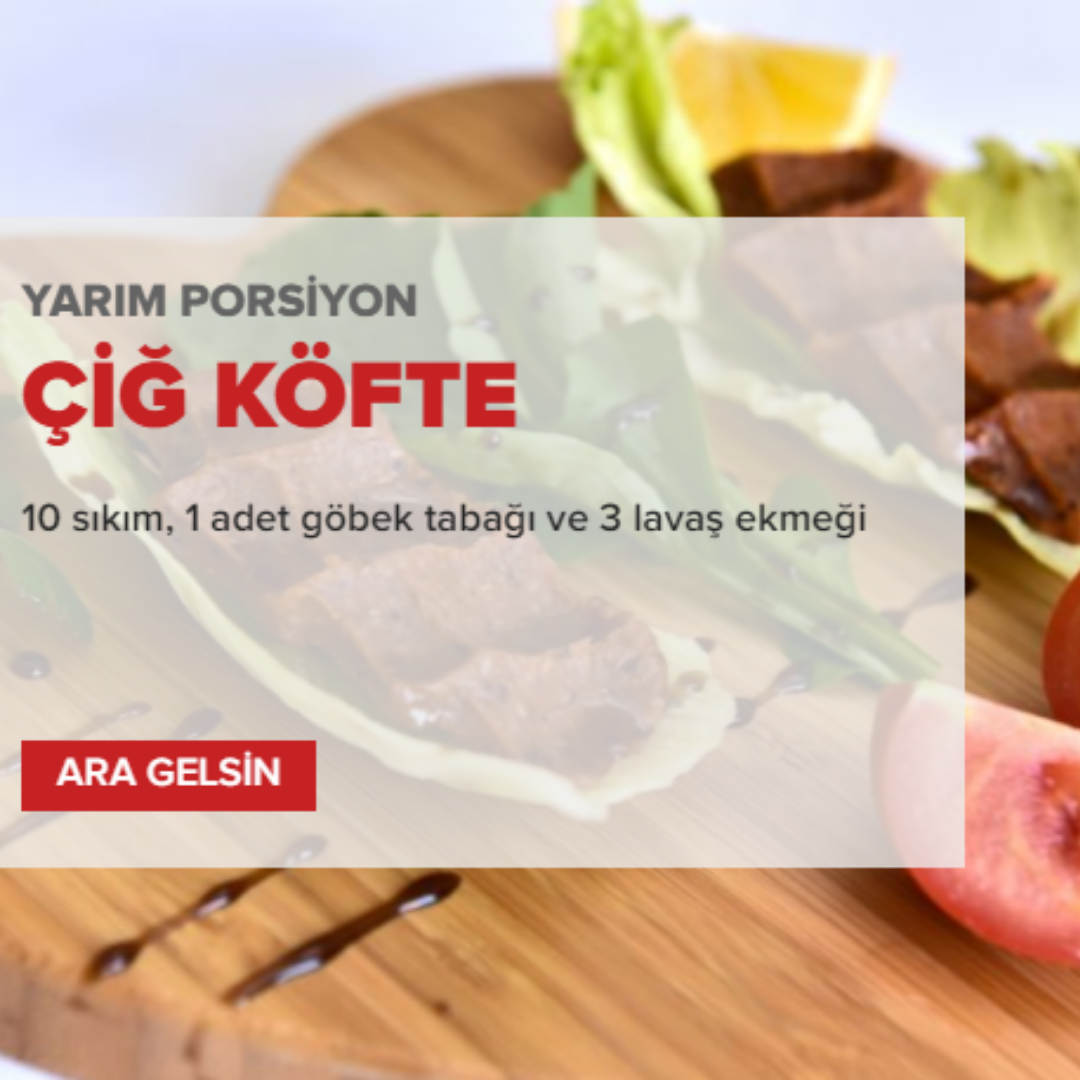 YARIM PORSİYON
ÇİĞ KÖFTE
10 sıkım, 1 adet göbek tabağı ve 3 lavaş ekmeği
ARA GELSİN